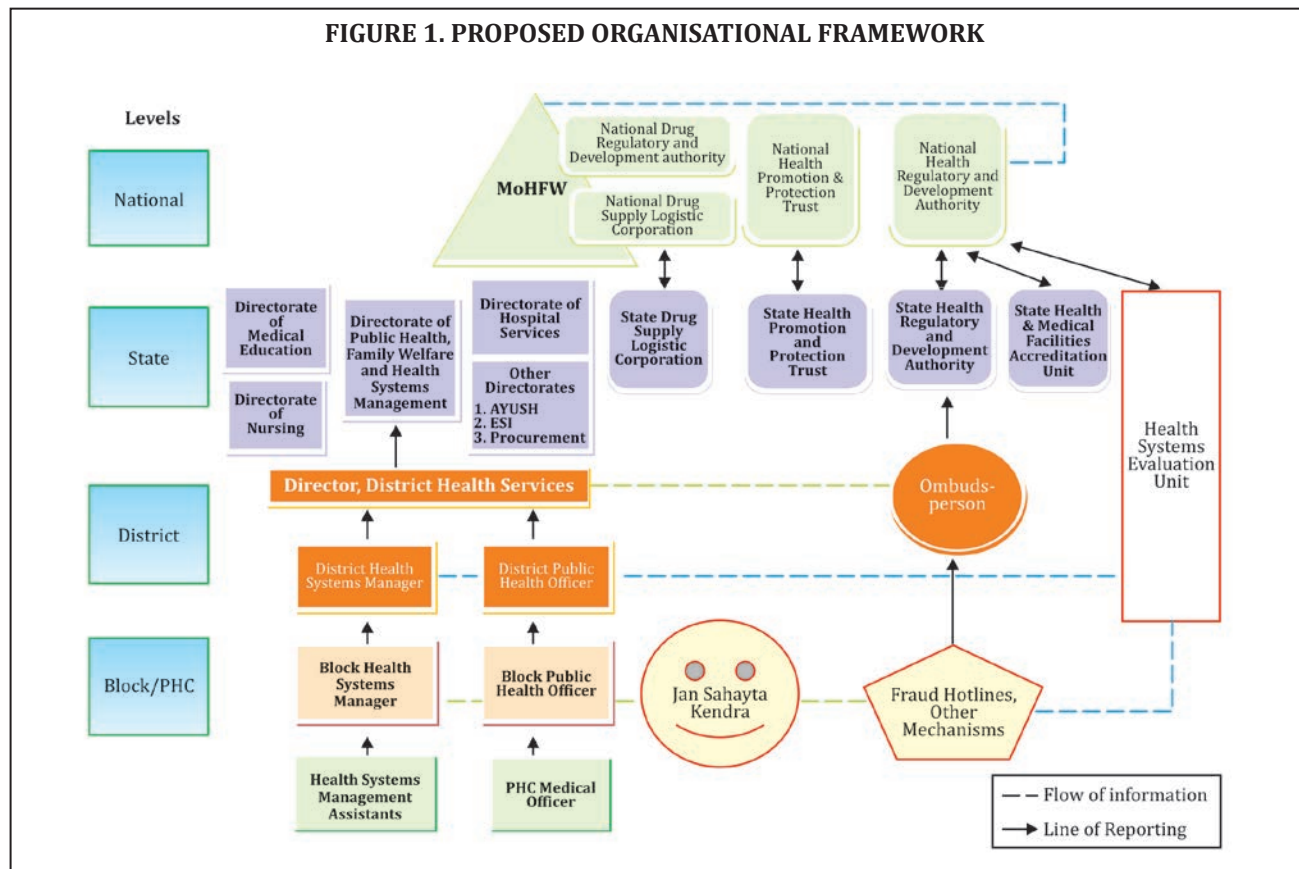 FIGURE 1. PROPOSED ORGANISATIONAL FRAMEWORK
Levels
National
MoHFW
National Drug
Regulatory and
Development authority
National Drug
Supply Logistic
Corporation
National
Health
Promotion &
Protection
Trust
National
Health
Regulatory and
Development
Authority
State
Directorate
of Medical
Education
Directorate
of
Nursing
Directorate of
Public Health,
Family Welfare
and Health
Systems
Management
Directorate of
Hospital
Services
Other
Directorates
1. AYUSH
2. ESI
3. Procurement
State Drug
Supply
Logistic
Corporation
State Health
Promotion
and
Protection
Trust
State Health
Regulatory
and
Development
Authority
State Health
& Medical
Facilities
Accreditation
Unit
Health
Systems
Evaluation
Unit
District
Director, District Health Services
Ombuds-
person
District Health
Systems Manager
District Public
Health Officer
Block/PHC
Block Health
Systems
Manager
Block Public
Health Officer
Jan Sahayta
Kendra
Fraud Hotlines,
Other
Mechanisms
Health Systems
Management
Assistants
PHC Medical
Officer
Flow of information
Line of Reporting